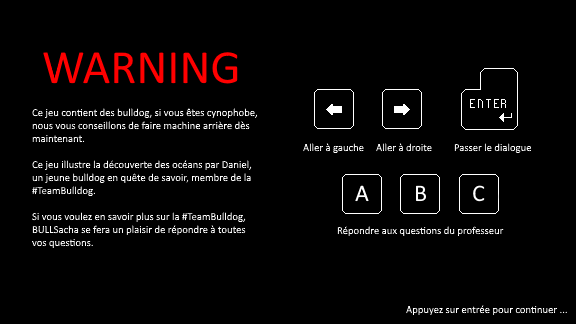 WARNING
Ce jeu contient des bulldog, si vous êtes cynophobe,
nous vous conseillons de faire machine arrière dès
maintenant.
Ce jeu illustre la découverte des océans par Daniel,
un jeune bulldog en quête de savoir, membre de la
#TeamBulldog.
Si vous voulez en savoir plus sur la #TeamBulldog,
BULLSacha se fera un plaisir de répondre à toutes
vos questions.
ENTER
Aller à gauche Aller à droite Passer le dialogue
A B C
Répondre aux questions du professeur
Appuyez sur entrée pour continuer ...